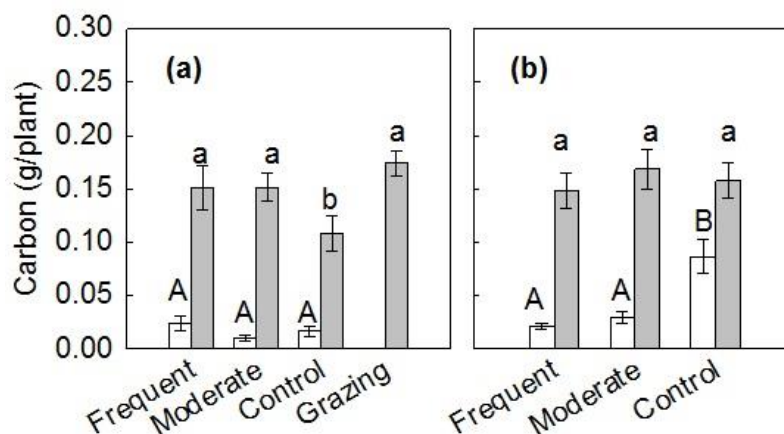 Carbon (g/plant)
0.30
0.25
0.20
0.15
0.10
0.05
0.00
(a)
A a
A a
A b
a
Frequent
Moderate
Control
Grazing
(b)
a
A
a
A
a
B
Frequent
Moderate
Control